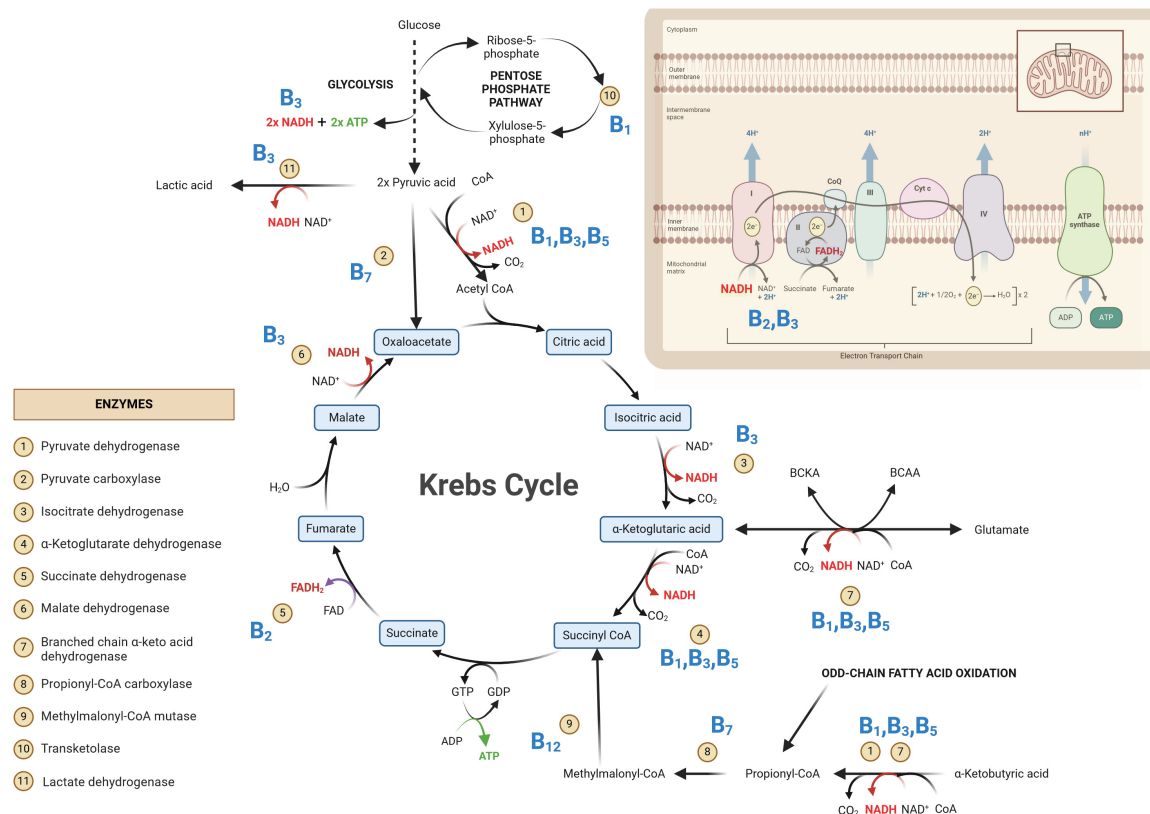 Glucose
Ribose-5-
phosphate
GLYCOLYSIS
PENTOSE
PHOSPHATE
PATHWAY
10
B₁
B₃
2x NADH + 2x ATP
Xylulose-5-
phosphate
B₃
11
Lactic acid
NADH NAD⁺
2x Pyruvic acid
CoA
NAD⁺
NADH
CO₂
1
B₁,B₃,B₅
2
B₇
Acetyl CoA
Oxaloacetate
Citric acid
B₃
6
NADH
NAD⁺
Malate
Isocitric acid
NAD⁺
NADH
CO₂
B₃
3
Krebs Cycle
H₂O
Fumarate
α-Ketoglutaric acid
BCKA
BCAA
Glutamate
CO₂ NADH NAD⁺ CoA
7
B₁,B₃,B₅
CoA
NAD⁺
NADH
CO₂
4
B₁,B₃,B₅
FADH₂
FAD
5
B₂
Succinate
Succinyl CoA
GTP GDP
ADP
ATP
B₁₂
9
Methylmalonyl-CoA
B₇
8
Propionyl-CoA
ODD-CHAIN FATTY ACID OXIDATION
B₁,B₃,B₅
1 7
α-Ketobutyric acid
CO₂ NADH NAD⁺ CoA
ENZYMES
1 Pyruvate dehydrogenase
2 Pyruvate carboxylase
3 Isocitrate dehydrogenase
4 α-Ketoglutarate dehydrogenase
5 Succinate dehydrogenase
6 Malate dehydrogenase
7 Branched chain α-keto acid
dehydrogenase
8 Propionyl-CoA carboxylase
9 Methylmalonyl-CoA mutase
10 Transketolase
11 Lactate dehydrogenase
Cytoplasm
Outer
membrane
Intermembrane
space
4H⁺ 4H⁺ 2H⁺ nH⁺
I
CoQ
III
Cyt c
IV
II
2e⁻
2e⁻
FAD FADH₂
ATP
synthase
Inner
membrane
Mitochondrial
matrix
NADH NAD⁺
+ 2H⁺
Succinate
Fumarate
+ 2H⁺
2H⁺ + 1/2O₂ + 2e⁻ H₂O x 2
ADP ATP
B₂,B₃
Electron Transport Chain